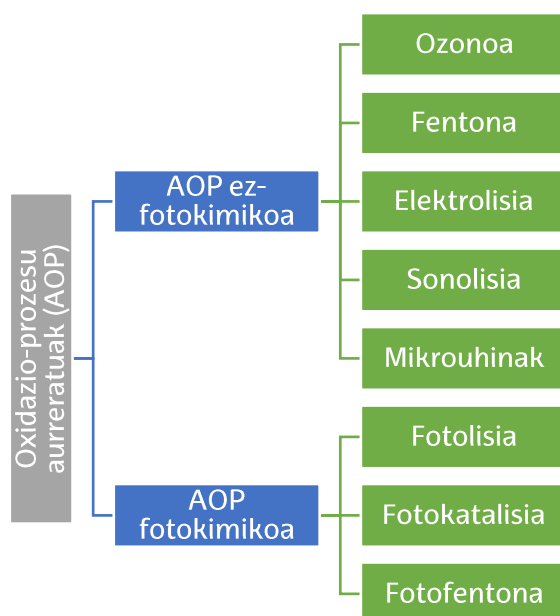 Oxidazio-prozesu
aurreratuak (AOP)
AOP ez-
fotokimikoa
Ozonoa
Fentona
Elektrolisia
Sonolisia
Mikrouhinak
AOP
fotokimikoa
Fotolisia
Fotokatalisia
Fotofentona